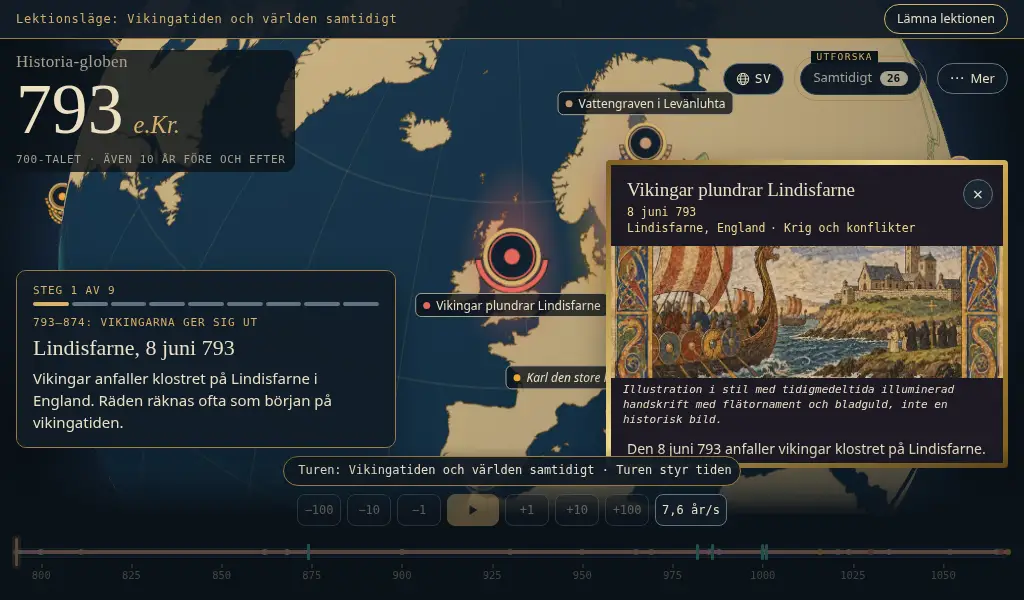 Lektionsläge: Vikingatiden och världen samtidigt
Lämna lektionen
Historia-globen
793 e.Kr.
700-TALET · ÄVEN 10 ÅR FÖRE OCH EFTER
SV
UTFORSKA
Samtidigt 26
··· Mer
Vattengraven i Levänluhta
Vikingar plundrar Lindisfarne
Karl den store
STEG 1 AV 9
793–874: VIKINGARNA GER SIG UT
Lindisfarne, 8 juni 793
Vikingar anfaller klostret på Lindisfarne i
England. Räden räknas ofta som början på
vikingatiden.
Vikingar plundrar Lindisfarne
8 juni 793
Lindisfarne, England · Krig och konflikter
Illustration i stil med tidigmedeltida illuminerad
handskrift med flätornament och bladguld, inte en
historisk bild.
Den 8 juni 793 anfaller vikingar klostret på Lindisfarne.
Turen: Vikingatiden och världen samtidigt · Turen styr tiden
−100
−10
−1
+1
+10
+100
7,6 år/s
800
825
850
875
900
925
950
975
1000
1025
1050